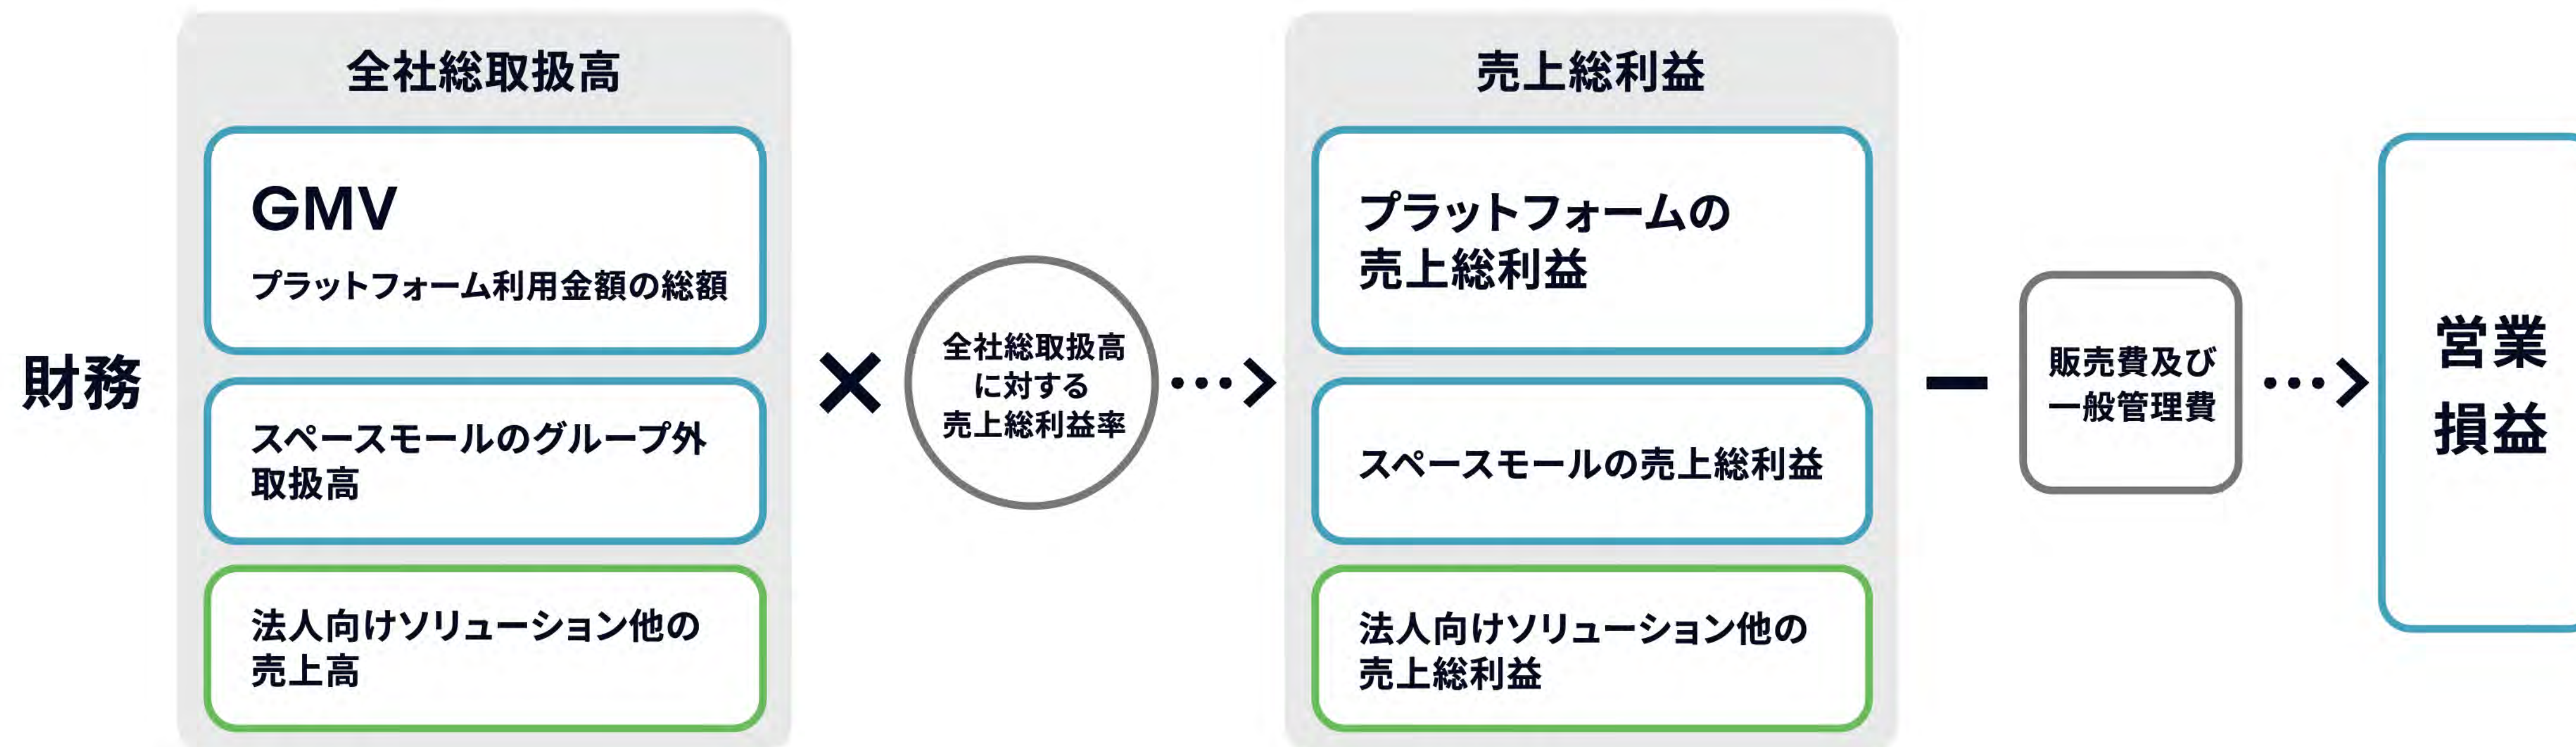 財務
全社総取扱高
GMV
プラットフォーム利用金額の総額
スペースモールのグループ外
取扱高
法人向けソリューション他の
売上高
×
全社総取扱高
に対する
売上総利益率
売上総利益
プラットフォームの
売上総利益
スペースモールの売上総利益
法人向けソリューション他の
売上総利益
ー
販売費及び
一般管理費
営業
損益